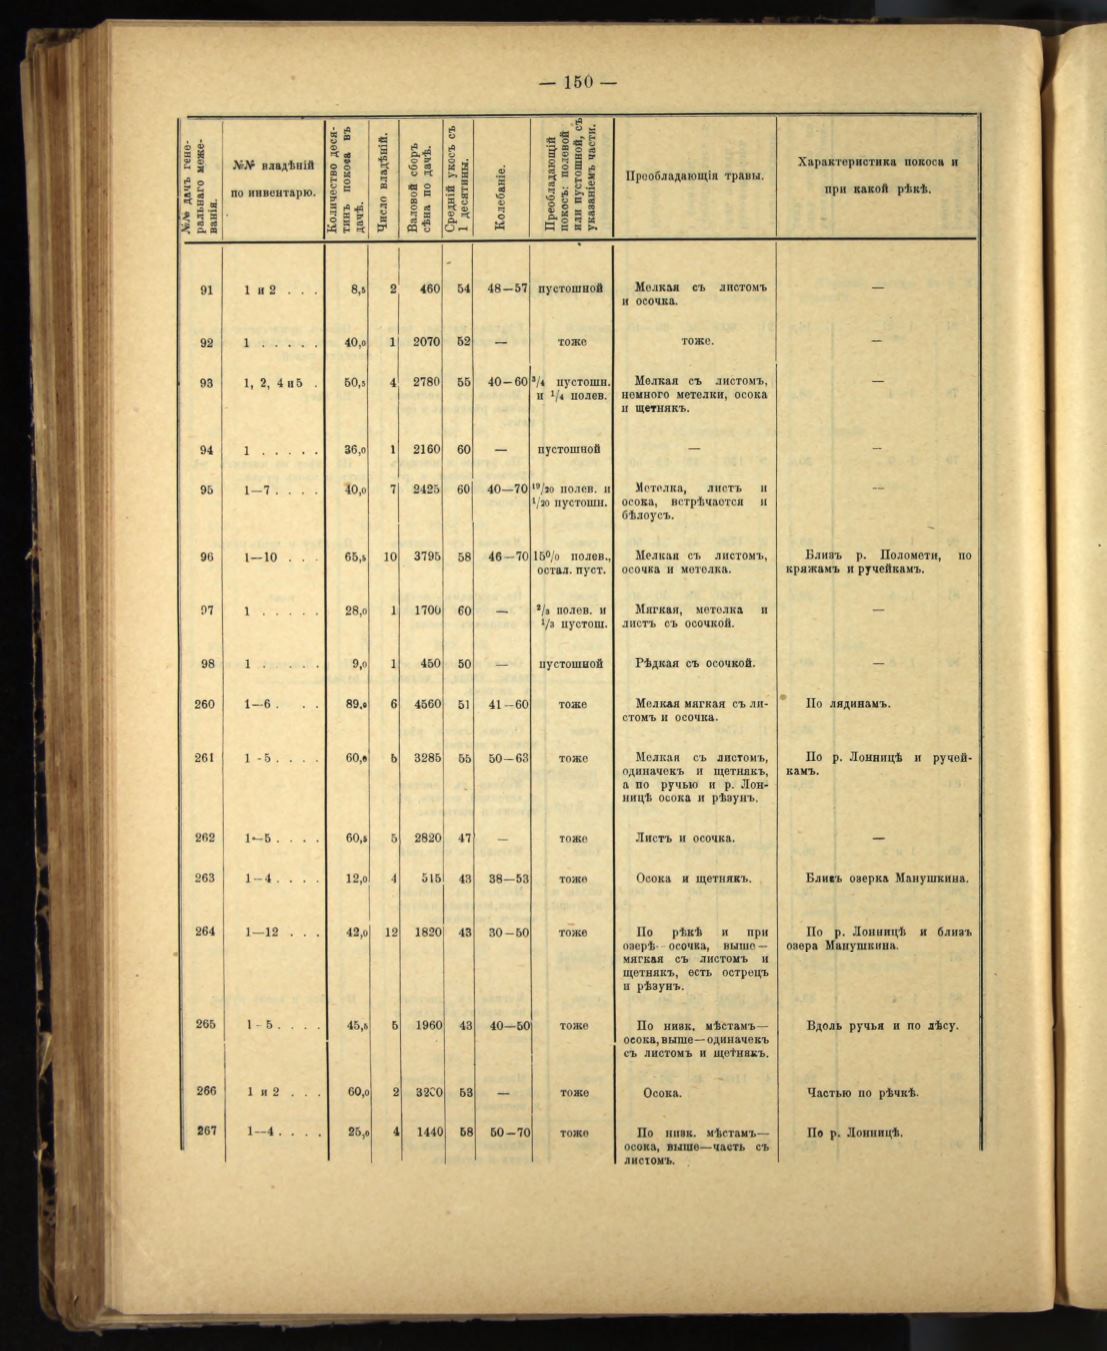 — 150 —
№№ дачъ гене-
ральнаго меже-
ванія.
№№ владѣній
по инвентарю.
Количество деся-
тинъ покоса въ
дачѣ.
Число владѣній.
Валовой сборъ
сѣна по дачѣ.
Средній укосъ съ
1 десятины.
Колебаніе.
Преобладающій
покосъ: полевой
или пустошной, съ
указаніемъ части.
Преобладающія травы.
Характеристика покоса и
при какой рѣкѣ.
91 1 и 2 . . . 8,5 2 460 54 48—57 пустошной Мелкая съ листомъ —
и осочка.
92 1 . . . . . 40,0 1 2070 52 — тоже тоже. —
93 1, 2, 4 и 5 . 50,5 4 2780 55 40—60 3/4 пустошн. Мелкая съ листомъ, —
и 1/4 полев. немного метелки, осока
и щетнякъ.
94 1 . . . . . 36,0 1 2160 60 — пустошной — —
95 1—7 . . . . 40,0 7 2425 60 40—70 19/20 полев. и Метелка, листъ и —
1/20 пустошн. осока, встрѣчается и
бѣлоусъ.
96 1—10 . . . 65,5 10 3795 58 46—70 15% полев., Мелкая съ листомъ, Близъ р. Поломети, по
остал. пуст. осочка и метелка. кряжамъ и ручейкамъ.
97 1 . . . . . 28,0 1 1700 60 — 2/3 полев. и Мягкая, метелка и —
1/3 пустош. листъ съ осочкой.
98 1 . . . . 9,0 1 450 50 — пустошной Рѣдкая съ осочкой. —
260 1—6 . . . 89,0 6 4560 51 41—60 тоже Мелкая мягкая съ ли- По лядинамъ.
стомъ и осочка.
261 1-5 . . . . 60,0 5 3285 55 50—63 тоже Мелкая съ листомъ, По р. Лонницѣ и ручей-
одиначекъ и щетнякъ, камъ.
а по ручью и р. Лон-
ницѣ осока и рѣзунъ.
262 1—5 . . . . 60,5 5 2820 47 — тоже Листъ и осочка. —
263 1—4 . . . . 12,0 4 515 43 38—53 тоже Осока и щетнякъ. Близъ озерка Манушкина.
264 1—12 . . . 42,0 12 1820 43 30—50 тоже По рѣкѣ и при По р. Лонницѣ и близъ
озерѣ- осочка, выше— озера Манушкина.
мягкая съ листомъ и
щетнякъ, есть острецъ
и рѣзунъ.
265 1-5 . . . . 45,5 5 1960 43 40—50 тоже По низк. мѣстамъ— Вдоль ручья и по лѣсу.
осока, выше—одиначекъ
съ листомъ и щетнякъ.
266 1 и 2 . . . 60,0 2 3200 53 — тоже Осока. Частью по рѣчкѣ.
267 1—4 . . . . 25,0 4 1440 58 50—70 тоже По низк. мѣстамъ— По р. Лонницѣ.
осока, выше—часть съ
листомъ.